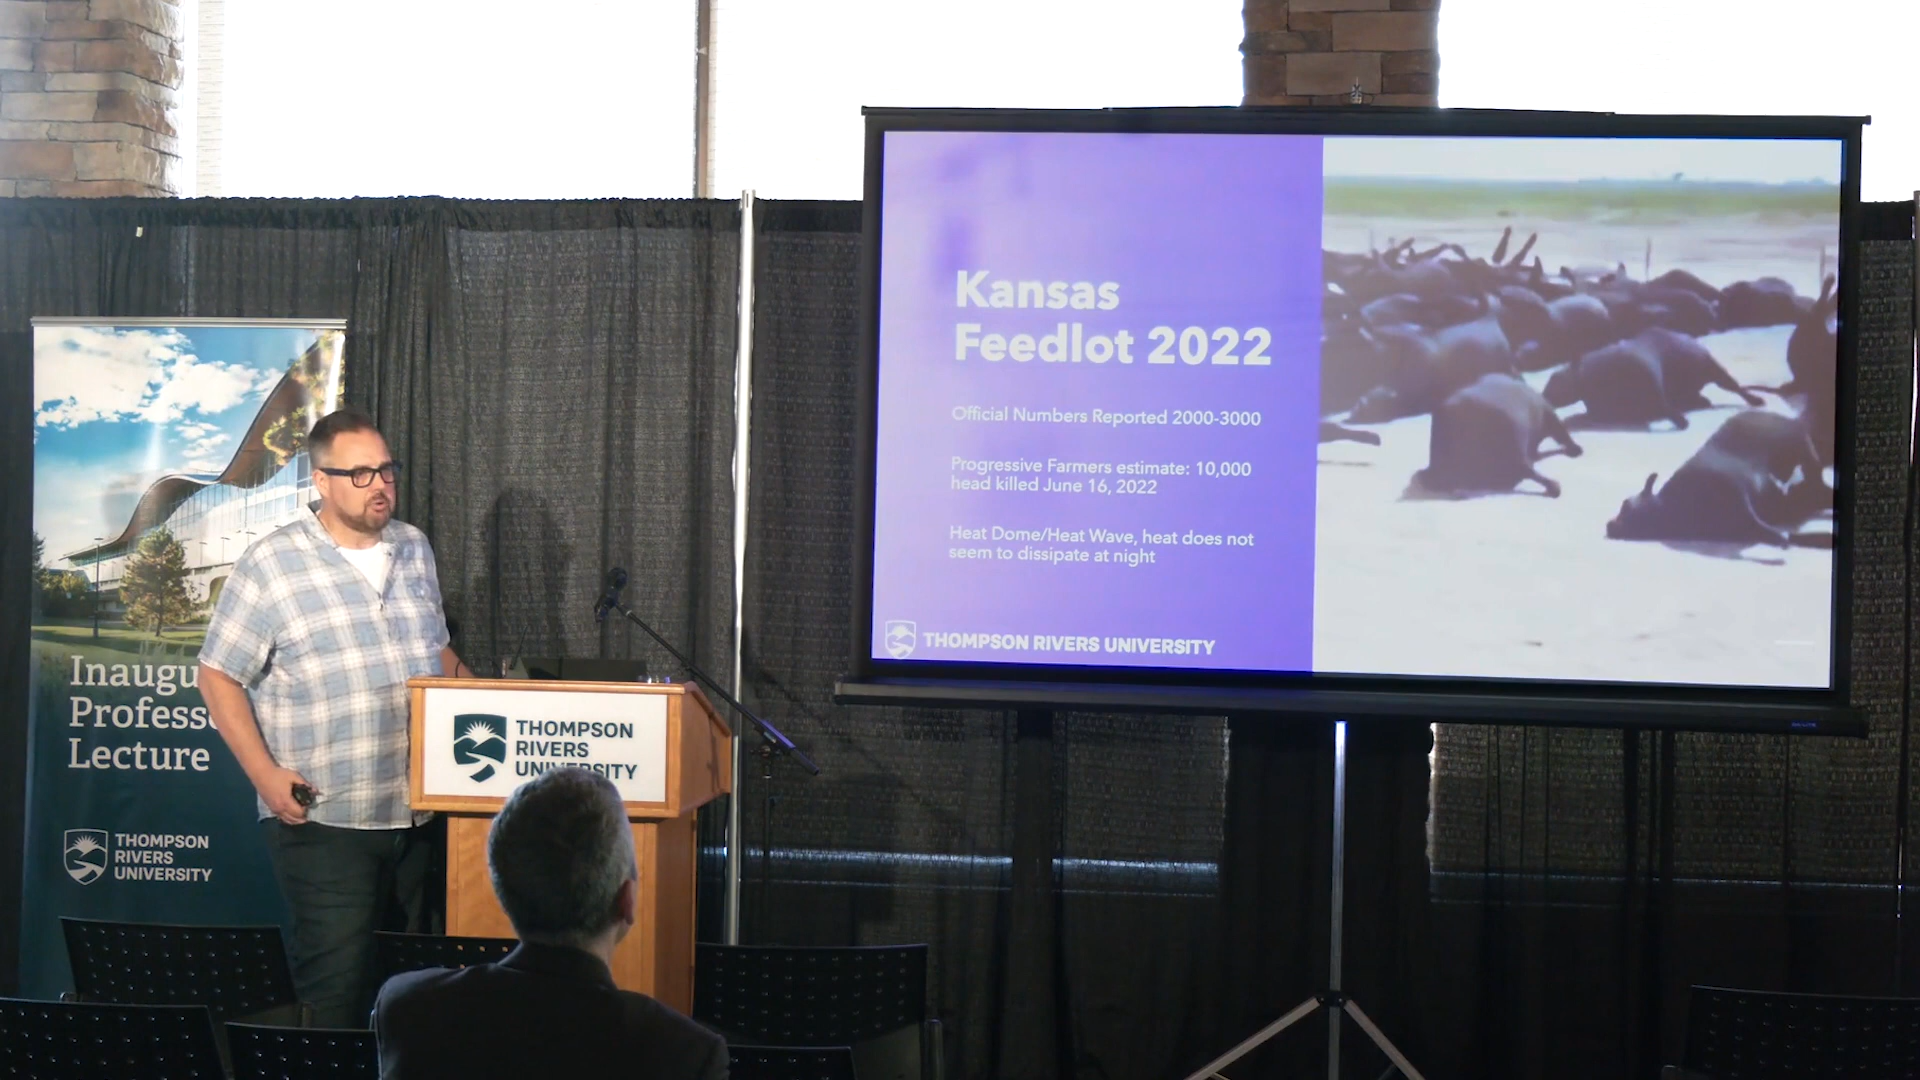 Kansas
Feedlot 2022
Official Numbers Reported 2000-3000
Progressive Farmers estimate: 10,000
head killed June 16, 2022
Heat Dome/Heat Wave, heat does not
seem to dissipate at night
THOMPSON RIVERS UNIVERSITY
Inaugu
Profess
Lecture
THOMPSON
RIVERS
UNIVERSITY
THOMPSON
RIVERS
UNIVERSITY